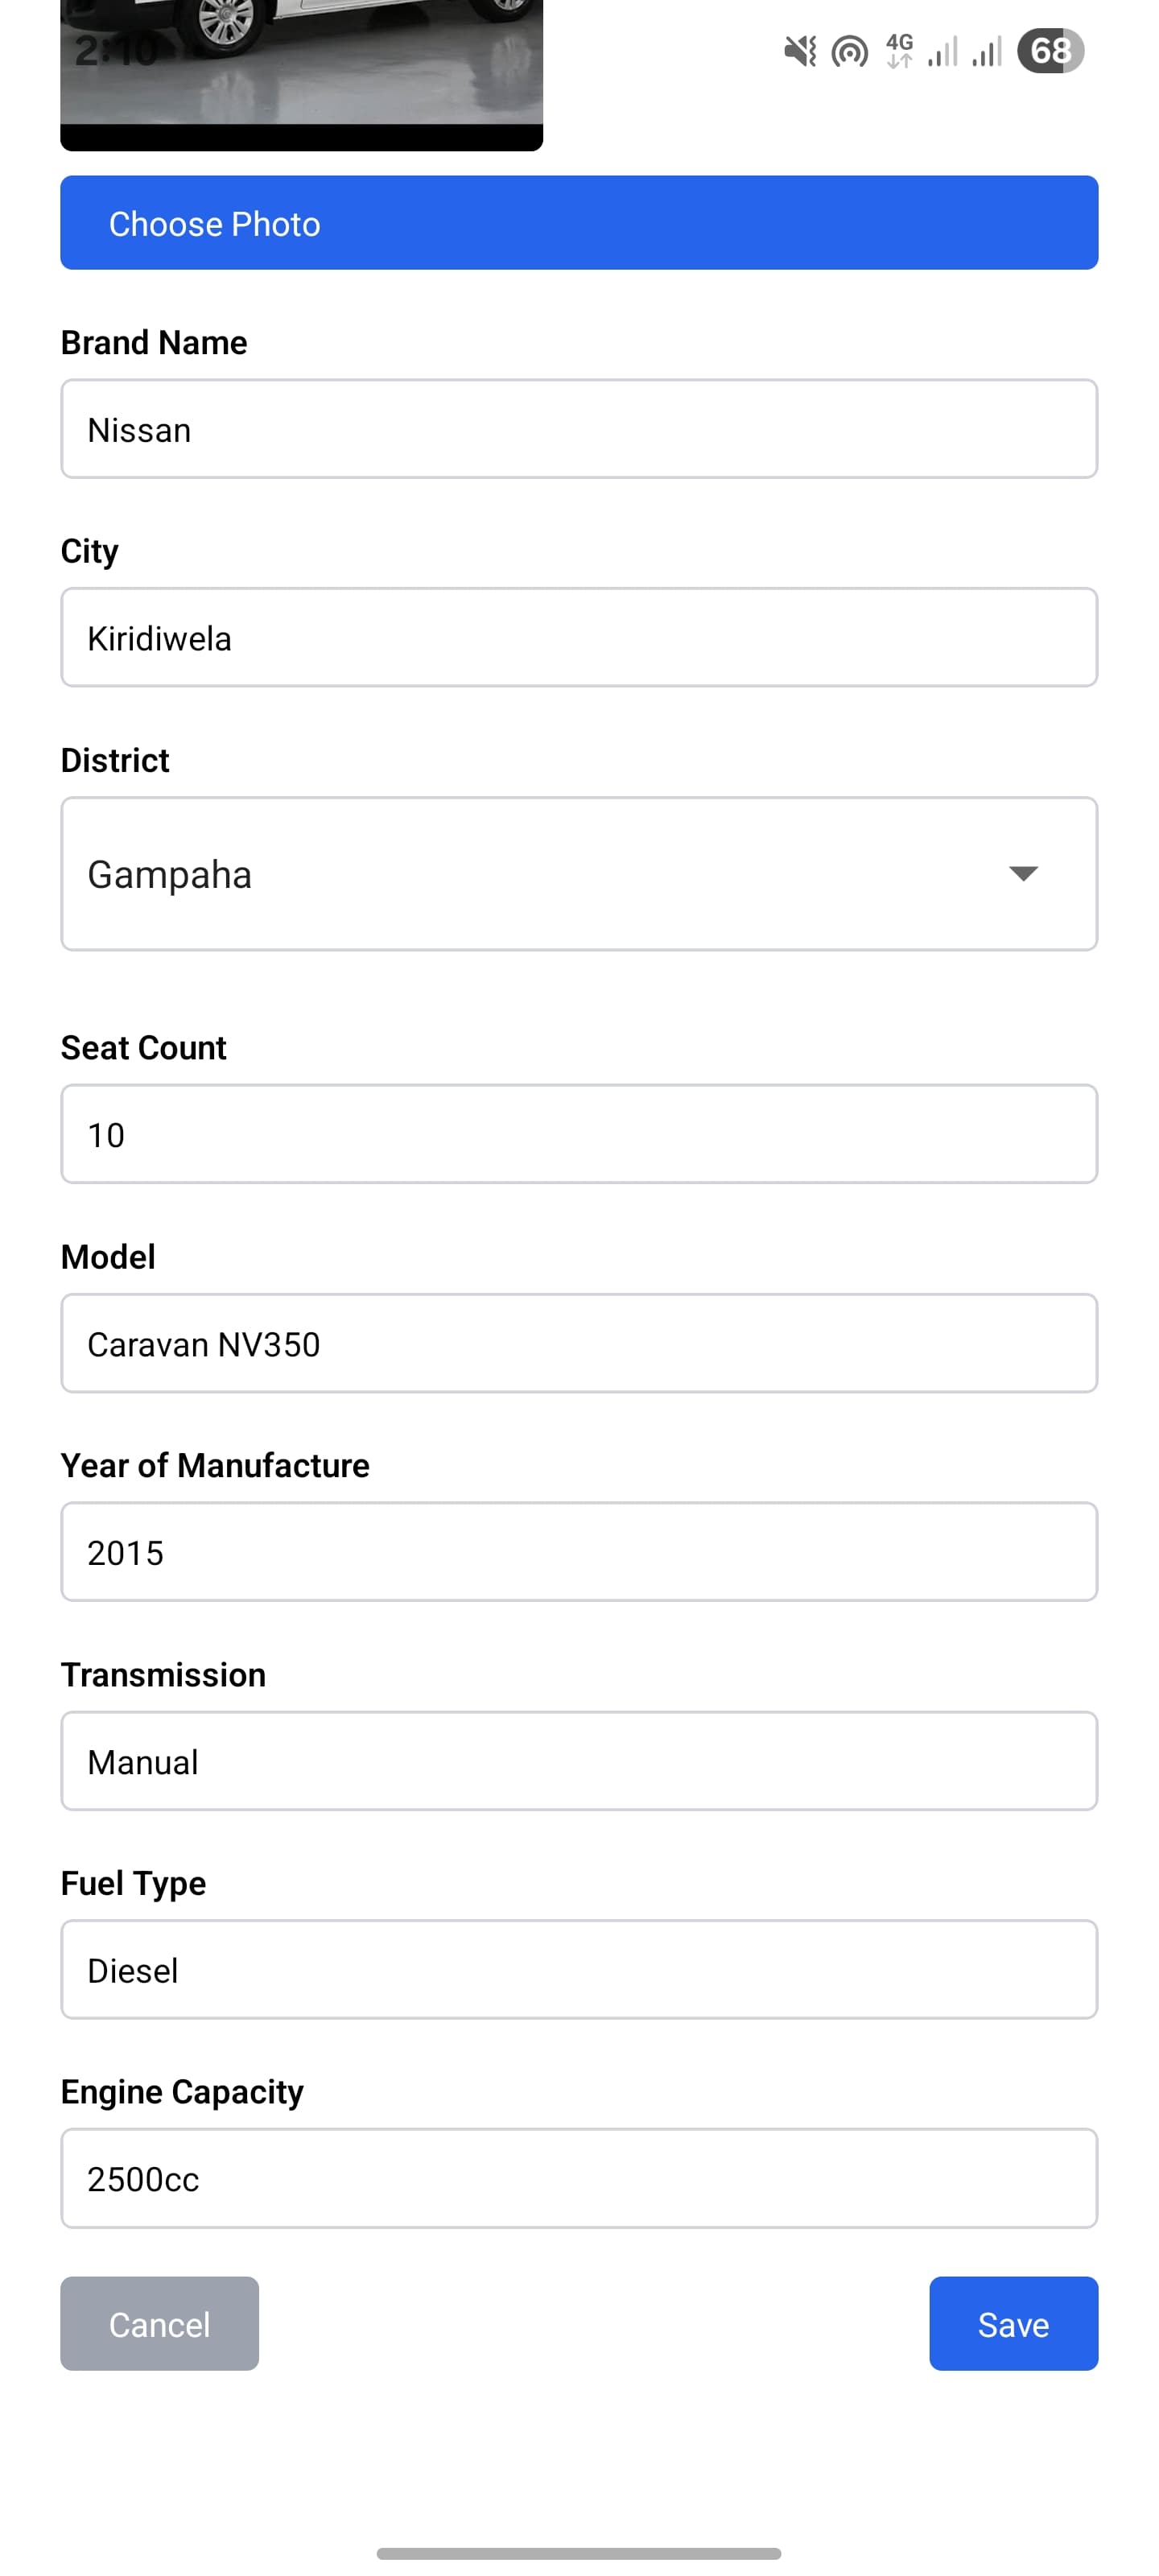 2:10
4G
68
Choose Photo
Brand Name
Nissan
City
Kiridiwela
District
Gampaha
Seat Count
10
Model
Caravan NV350
Year of Manufacture
2015
Transmission
Manual
Fuel Type
Diesel
Engine Capacity
2500cc
Cancel
Save